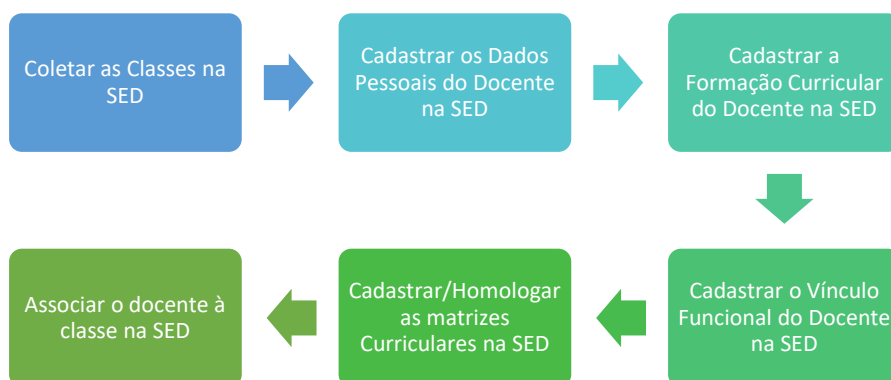 Coletar as Classes na
SED
Cadastrar os Dados
Pessoais do Docente
na SED
Cadastrar a
Formação Curricular
do Docente na SED
Cadastrar o Vínculo
Funcional do Docente
na SED
Cadastrar/Homologar
as matrizes
Curriculares na SED
Associar o docente à
classe na SED